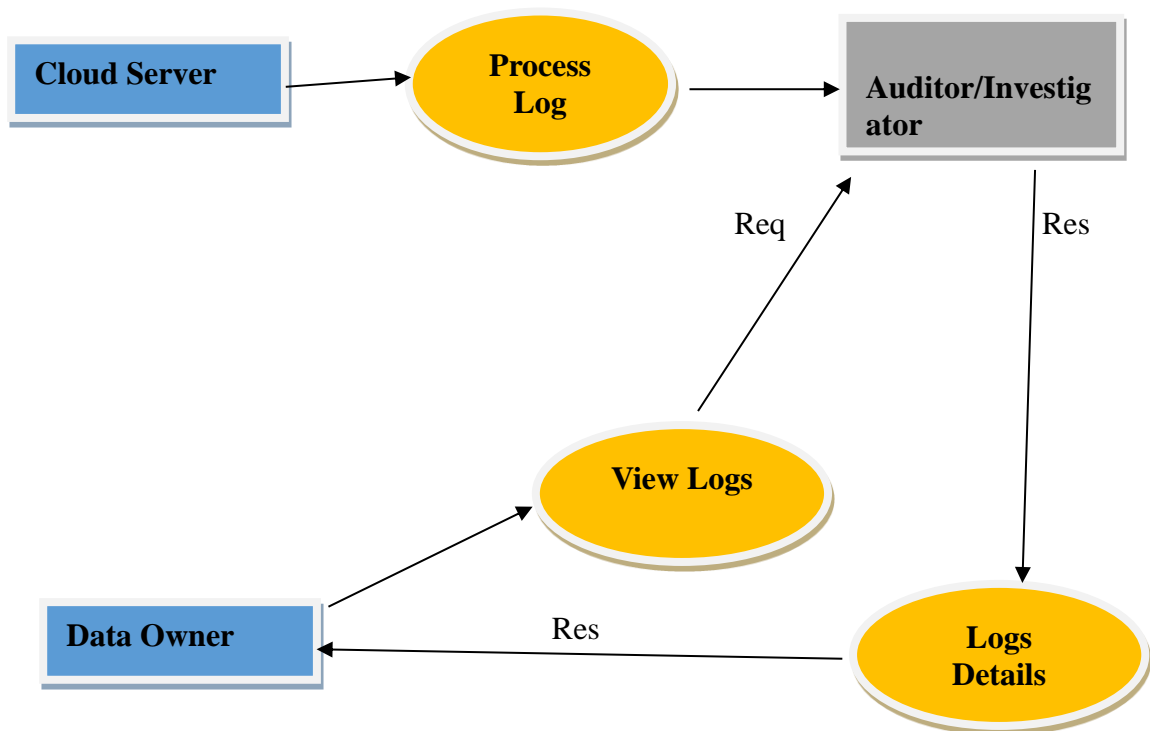 Cloud Server
Process
Log
Auditor/Investig
ator
Req
Res
View Logs
Data Owner
Res
Logs
Details